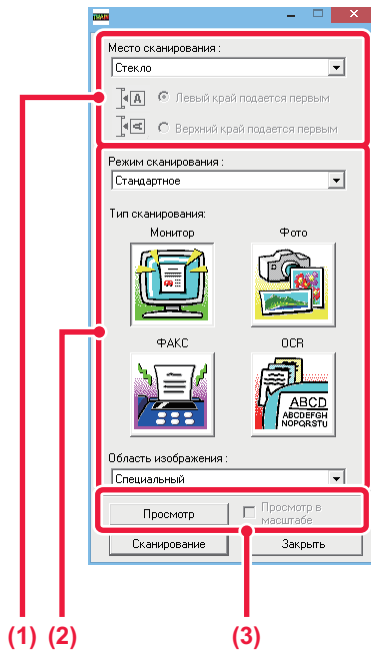 TWAIN
Место сканирования :
Стекло
A Левый край подается первым
A Верхний край подается первым
Режим сканирования :
Стандартное
Тип сканирования:
Монитор Фото
ФАКС OCR
ABCD
ABCDEFGH
NOPQRSTU
Область изображения :
Специальный
Просмотр Просмотр в
масштабе
Сканирование Закрыть
(1) (2) (3)